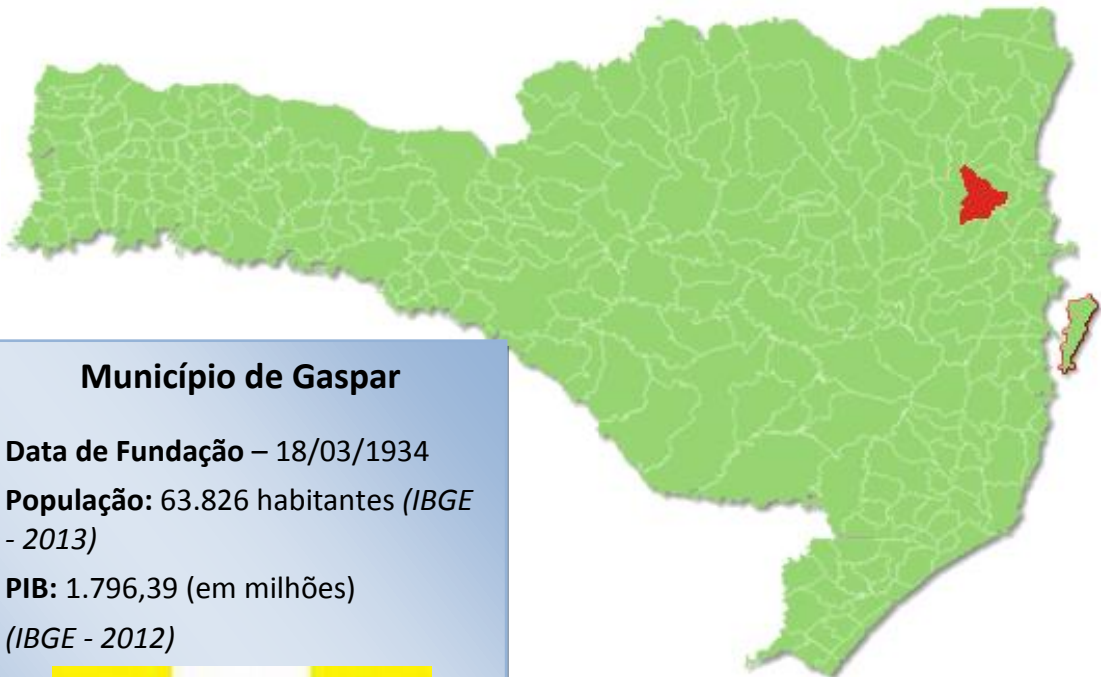 Município de Gaspar
Data de Fundação – 18/03/1934
População: 63.826 habitantes (IBGE
- 2013)
PIB: 1.796,39 (em milhões)
(IBGE - 2012)